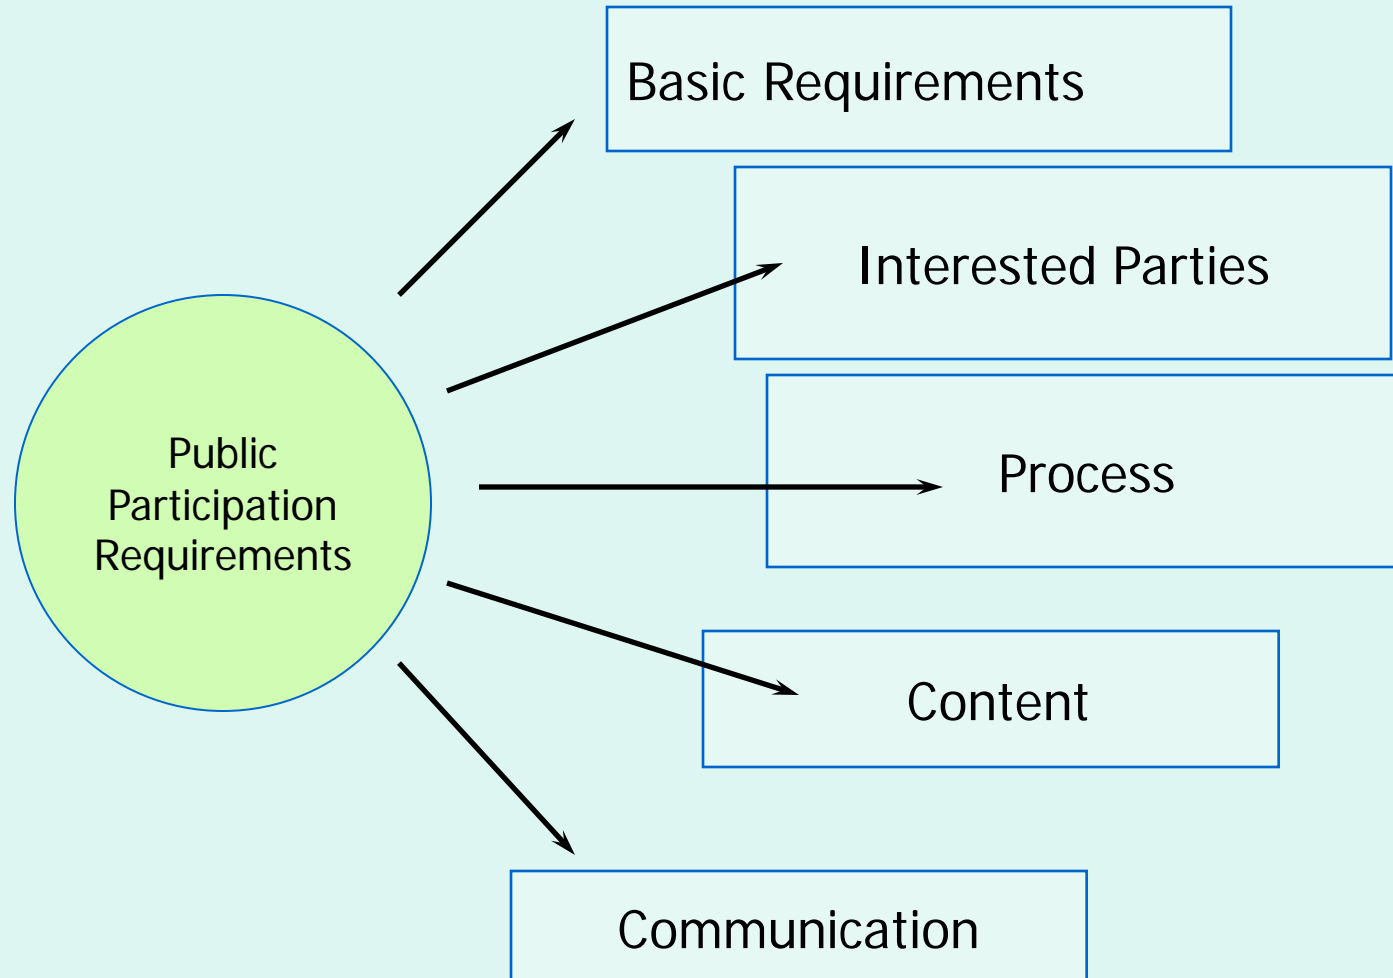 Basic Requirements
Interested Parties
Public
Participation
Requirements
Process
Content
Communication